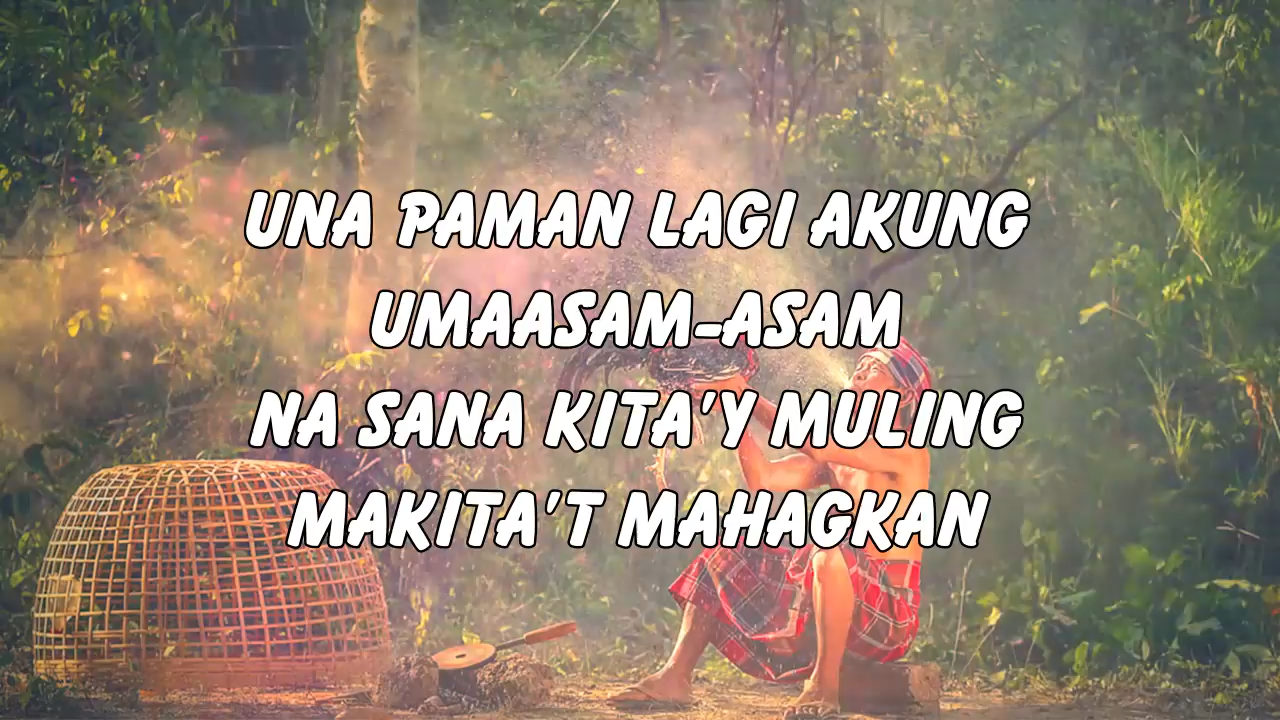 UNA PAMAN LAGI AKUNG
UMAASAM-ASAM
NA SANA KITA'Y MULING
MAKITA'T MAHAGKAN